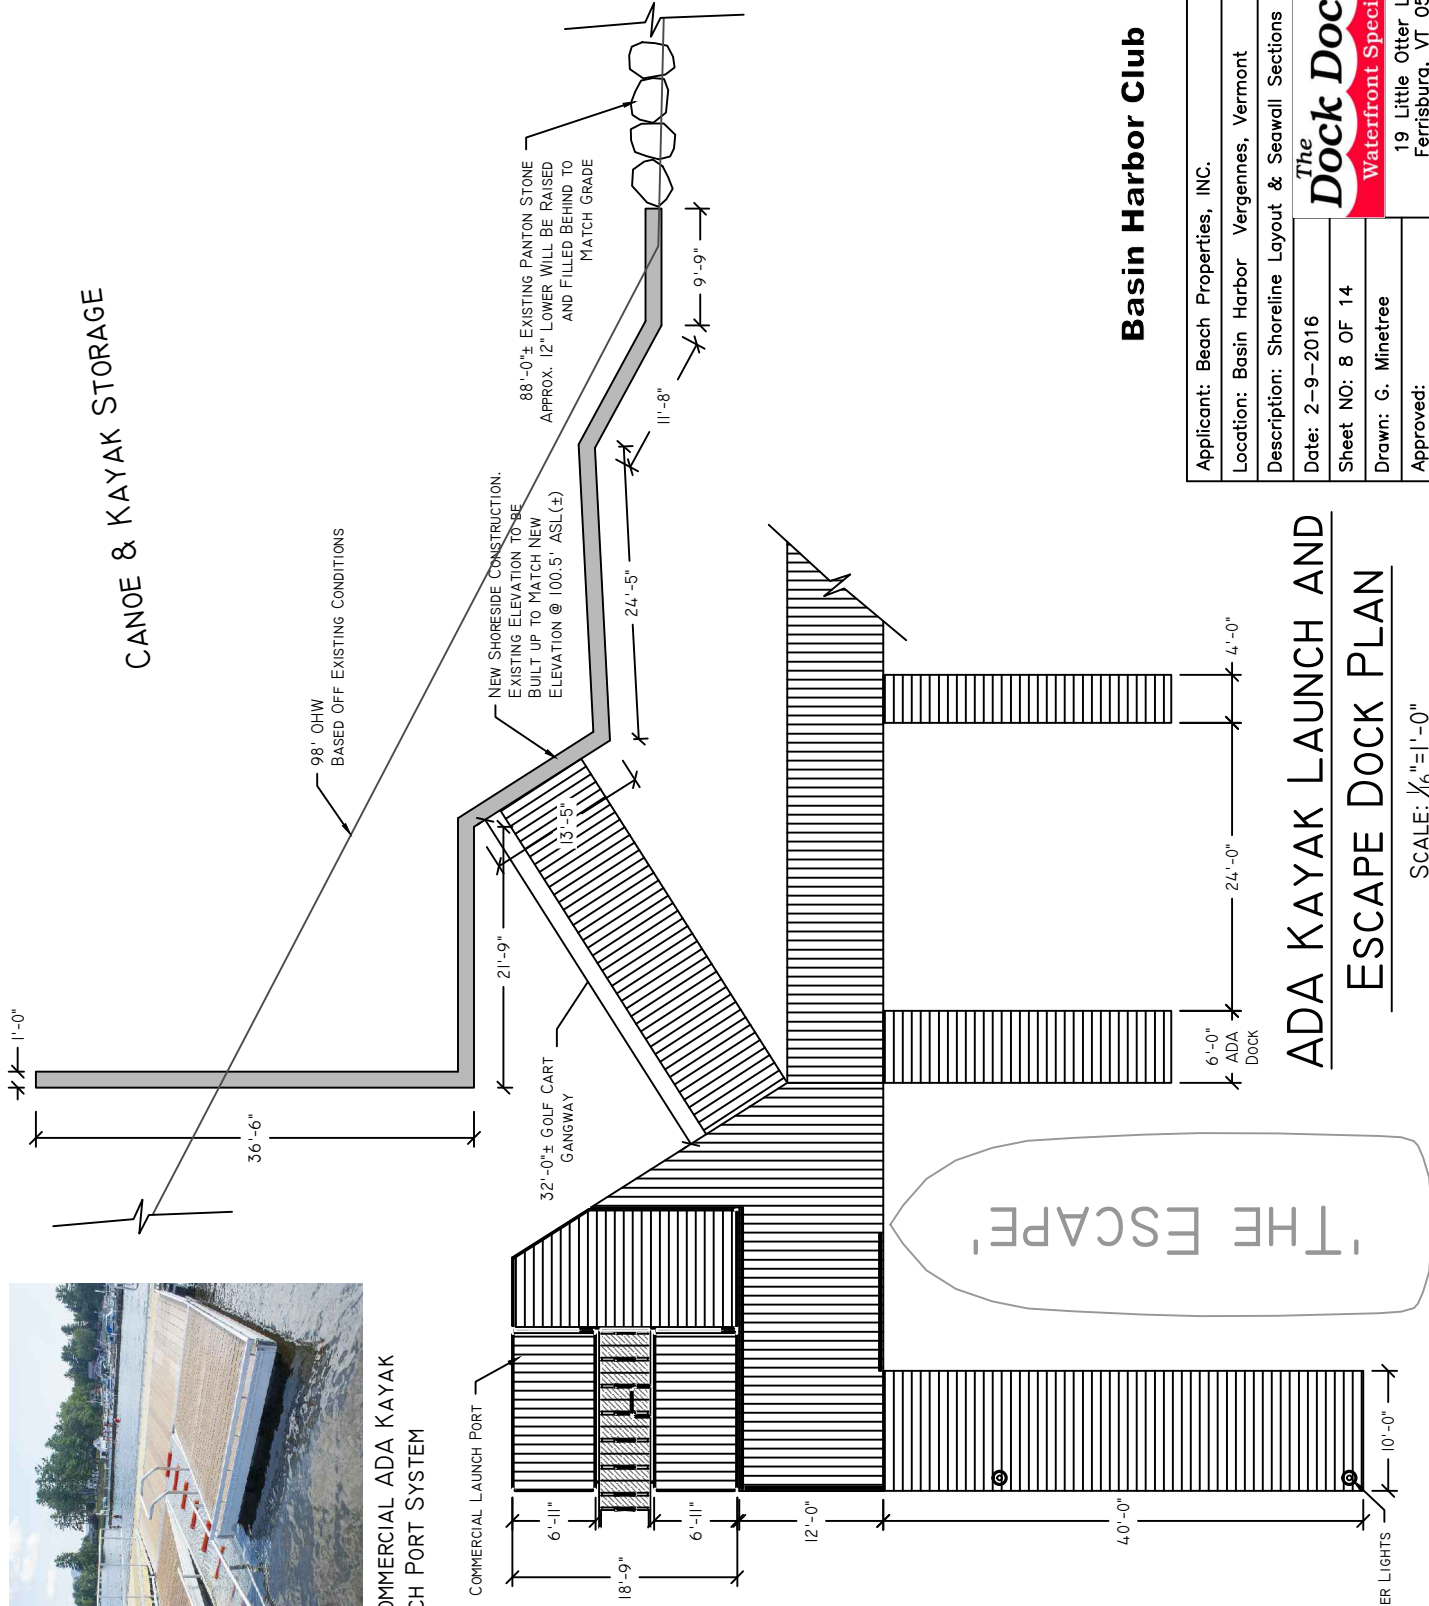 CANOE & KAYAK STORAGE
98' OHW
BASED OFF EXISTING CONDITIONS
88'-0"± EXISTING PANTON STONE
APPROX. 12" LOWER WILL BE RAISED
AND FILLED BEHIND TO
MATCH GRADE
NEW SHORESIDE CONSTRUCTION.
EXISTING ELEVATION TO BE
BUILT UP TO MATCH NEW
ELEVATION @ 100.5' ASL(±)
1'-0"
36'-6"
21'-9"
13'-5"
24'-5"
11'-8"
9'-9"
32'-0"± GOLF CART
GANGWAY
OMMERCIAL ADA KAYAK
CH PORT SYSTEM
COMMERCIAL LAUNCH PORT
6'-11"
6'-11"
18'-9"
12'-0"
40'-0"
10'-0"
ER LIGHTS
'THE ESCAPE'
6'-0"
ADA
DOCK
24'-0"
4'-0"
ADA KAYAK LAUNCH AND
ESCAPE DOCK PLAN
SCALE: 1/16"=1'-0"
Basin Harbor Club
Applicant: Beach Properties, INC.
Location: Basin Harbor Vergennes, Vermont
Description: Shoreline Layout & Seawall Sections
Date: 2-9-2016
Sheet NO: 8 OF 14
Drawn: G. Minetree
Approved:
The
Dock Doc
Waterfront Speci
19 Little Otter L
Ferrisburg, VT 05